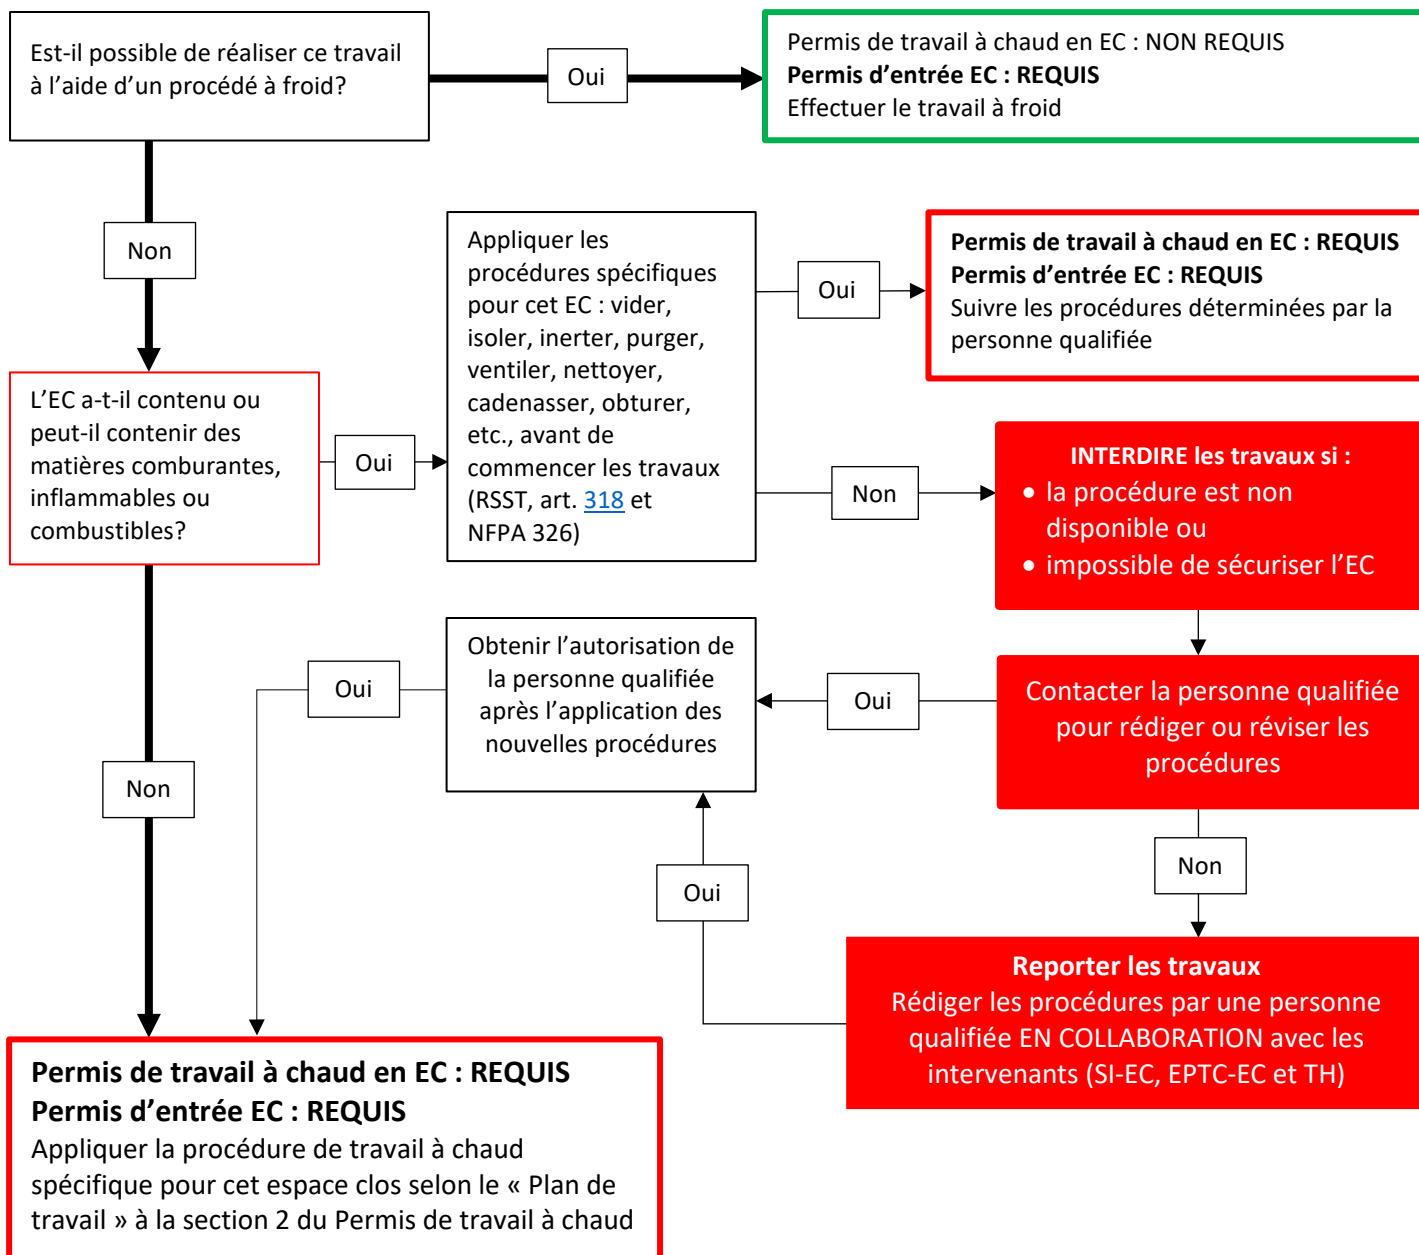 Est-il possible de réaliser ce travail
à l’aide d’un procédé à froid?
Oui
Permis de travail à chaud en EC : NON REQUIS
Permis d’entrée EC : REQUIS
Effectuer le travail à froid
Non
Appliquer les
procédures spécifiques
pour cet EC : vider,
isoler, inerter, purger,
ventiler, nettoyer,
cadenasser, obturer,
etc., avant de
commencer les travaux
(RSST, art. 318 et
NFPA 326)
Oui
Permis de travail à chaud en EC : REQUIS
Permis d’entrée EC : REQUIS
Suivre les procédures déterminées par la
personne qualifiée
L’EC a-t-il contenu ou
peut-il contenir des
matières comburantes,
inflammables ou
combustibles?
Oui
Non
INTERDIRE les travaux si :
• la procédure est non
disponible ou
• impossible de sécuriser l’EC
Obtenir l’autorisation de
la personne qualifiée
après l’application des
nouvelles procédures
Oui
Oui
Contacter la personne qualifiée
pour rédiger ou réviser les
procédures
Non
Oui
Non
Reporter les travaux
Rédiger les procédures par une personne
qualifiée EN COLLABORATION avec les
intervenants (SI-EC, EPTC-EC et TH)
Permis de travail à chaud en EC : REQUIS
Permis d’entrée EC : REQUIS
Appliquer la procédure de travail à chaud
spécifique pour cet espace clos selon le « Plan de
travail » à la section 2 du Permis de travail à chaud